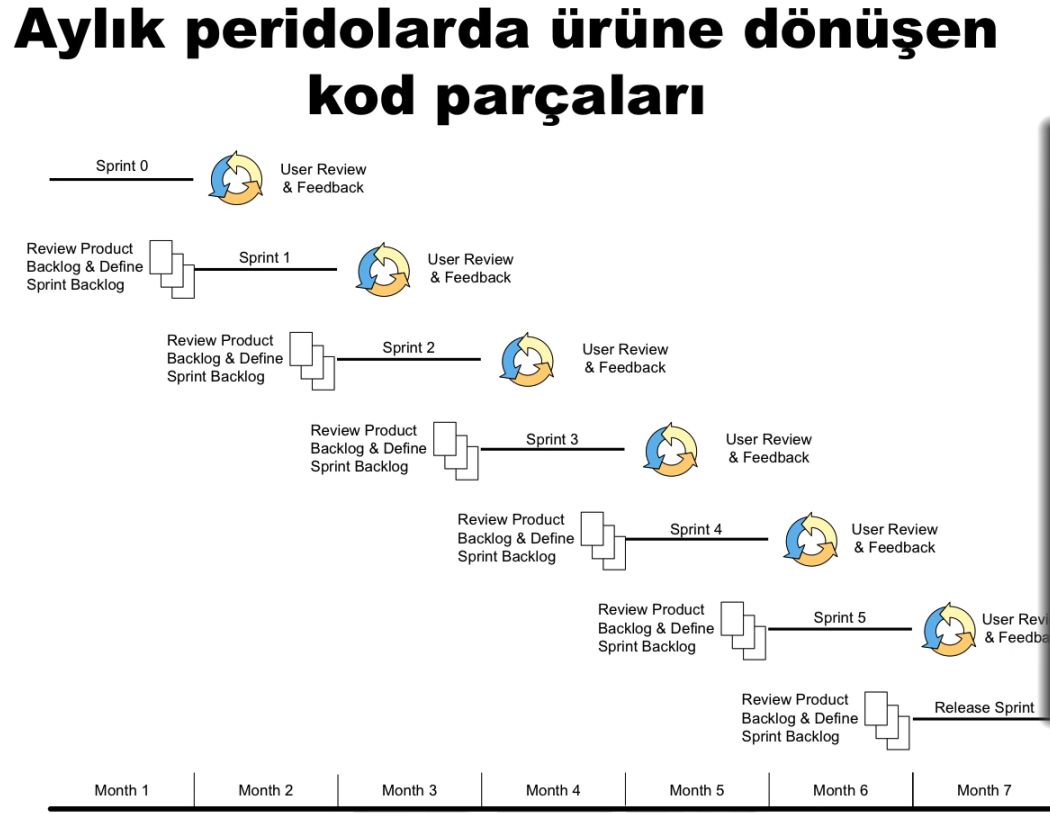 Aylık peridolarda ürüne dönüşen
kod parçaları
Sprint 0
User Review
& Feedback
Review Product
Backlog & Define
Sprint Backlog
Sprint 1
User Review
& Feedback
Review Product
Backlog & Define
Sprint Backlog
Sprint 2
User Review
& Feedback
Review Product
Backlog & Define
Sprint Backlog
Sprint 3
User Review
& Feedback
Review Product
Backlog & Define
Sprint Backlog
Sprint 4
User Review
& Feedback
Review Product
Backlog & Define
Sprint Backlog
Sprint 5
User Revi
& Feedba
Review Product
Backlog & Define
Sprint Backlog
Release Sprint
Month 1
Month 2
Month 3
Month 4
Month 5
Month 6
Month 7